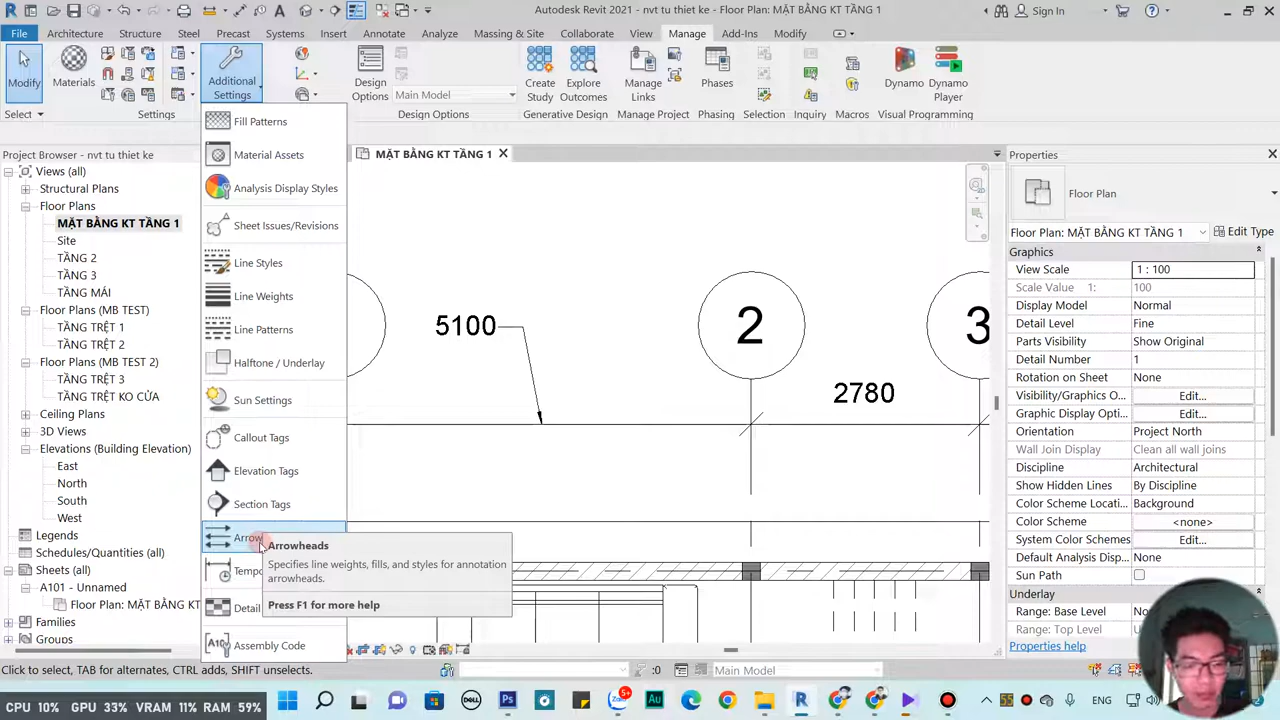 Autodesk Revit 2021 - nvt tu thiet ke
Floor Plan: MẶT BẰNG KT TẦNG 1
Sign In
File
Architecture
Structure
Steel
Precast
Systems
Insert
Annotate
Analyze
Massing & Site
Collaborate
View
Manage
Add-Ins
Modify
Modify
Materials
Additional
Settings
Design
Options
Main Model
Create
Study
Explore
Outcomes
Manage
Links
Phases
Dynamo
Dynamo
Player
Select
Settings
Design Options
Generative Design
Manage Project
Phasing
Selection
Inquiry
Macros
Visual Programming
Project Browser - nvt tu thiet ke
Views (all)
Structural Plans
Floor Plans
MẶT BẰNG KT TẦNG 1
Site
TẦNG 2
TẦNG 3
TẦNG MÁI
Floor Plans (MB TEST)
TẦNG TRỆT 1
TẦNG TRỆT 2
Floor Plans (MB TEST 2)
TẦNG TRỆT 3
TẦNG TRỆT KO CỬA
Ceiling Plans
3D Views
Elevations (Building Elevation)
East
North
South
West
Legends
Schedules/Quantities (all)
Sheets (all)
A101 - Unnamed
Floor Plan: MẶT BẰNG KT
Families
Groups
Fill Patterns
Material Assets
Analysis Display Styles
Sheet Issues/Revisions
Line Styles
Line Weights
Line Patterns
Halftone / Underlay
Sun Settings
Callout Tags
Elevation Tags
Section Tags
Arrow
Tempo
Detail
Assembly Code
Arrowheads
Specifies line weights, fills, and styles for annotation
arrowheads.
Press F1 for more help
MẶT BẰNG KT TẦNG 1
5100
2
3
2780
Properties
Floor Plan
Floor Plan: MẶT BẰNG KT TẦNG 1
Edit Type
Graphics
View Scale 1 : 100
Scale Value 1: 100
Display Model Normal
Detail Level Fine
Parts Visibility Show Original
Detail Number 1
Rotation on Sheet None
Visibility/Graphics O... Edit...
Graphic Display Opti... Edit...
Orientation Project North
Wall Join Display Clean all wall joins
Discipline Architectural
Show Hidden Lines By Discipline
Color Scheme Locati... Background
Color Scheme <none>
System Color Schemes Edit...
Default Analysis Disp... None
Sun Path
Underlay
Range: Base Level None
Range: Top Level
Properties help
Click to select, TAB for alternates, CTRL adds, SHIFT unselects.
:0
Main Model
CPU 10% GPU 33% VRAM 11% RAM 59%
5+
55
ENG